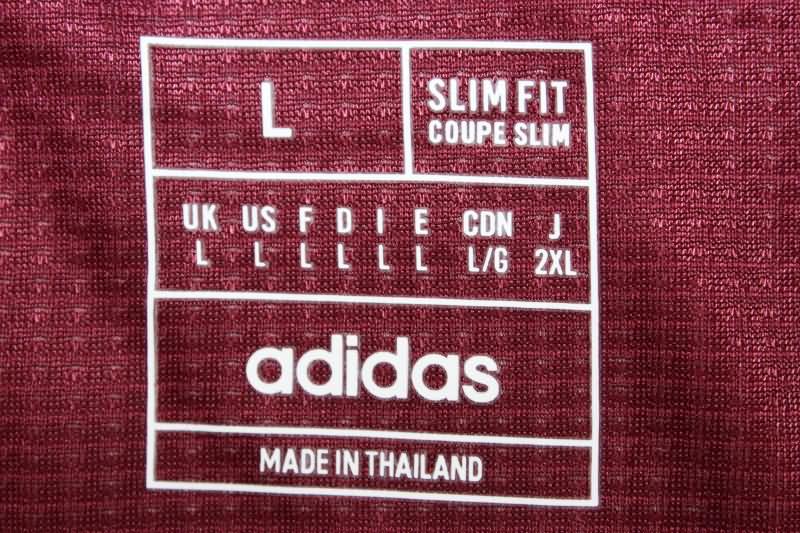 L
SLIM FIT
COUPE SLIM
UK US F D I E CDN J
L L L L L L L/G 2XL
adidas
MADE IN THAILAND